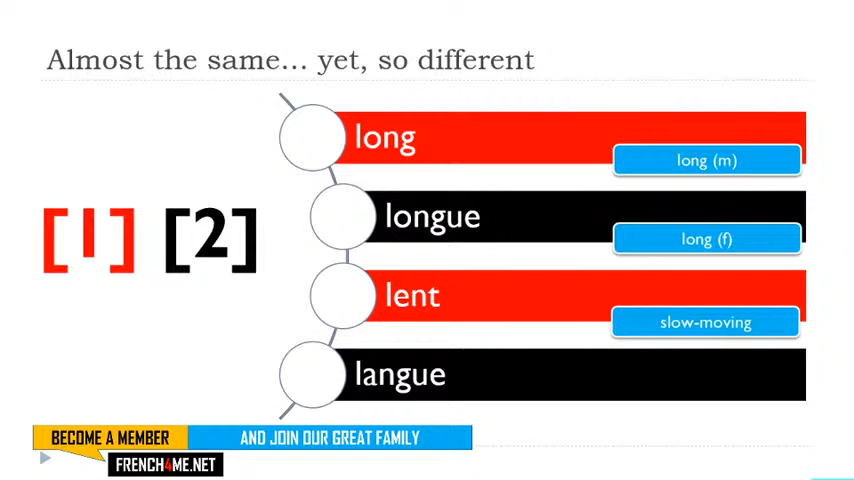 Almost the same... yet, so different
[1] [2]
long
long (m)
longue
long (f)
lent
slow-moving
langue
BECOME A MEMBER
AND JOIN OUR GREAT FAMILY
FRENCH4ME.NET